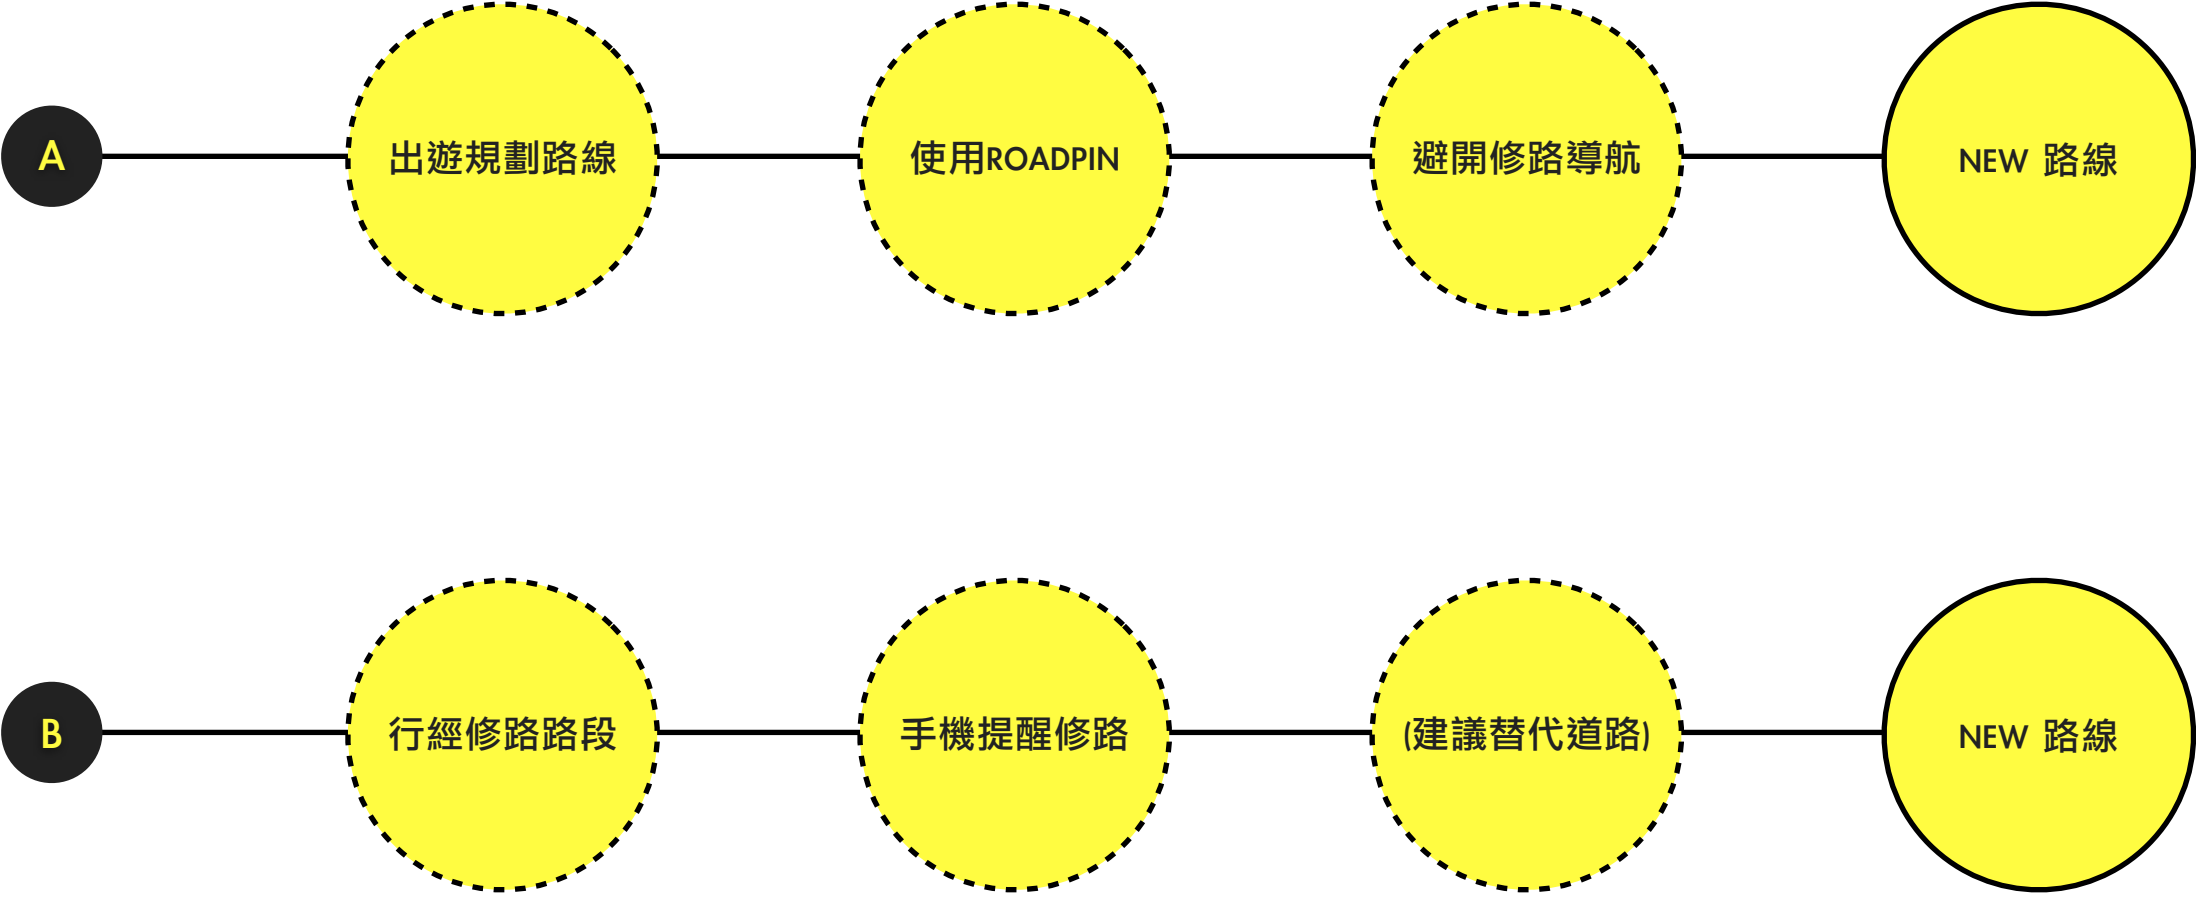 A
出遊規劃路線
使用ROADPIN
避開修路導航
NEW 路線
B
行經修路路段
手機提醒修路
(建議替代道路)
NEW 路線